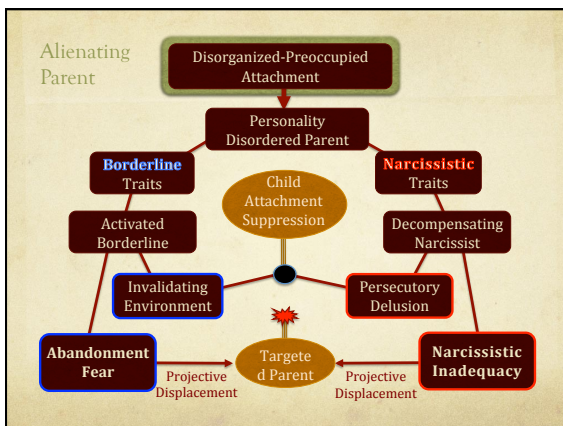 Alienating
Parent
Disorganized-Preoccupied
Attachment
Personality
Disordered Parent
Borderline
Traits
Narcissistic
Traits
Child
Attachment
Suppression
Activated
Borderline
Decompensating
Narcissist
Invalidating
Environment
Persecutory
Delusion
Abandonment
Fear
Projective
Displacement
Targete
d Parent
Projective
Displacement
Narcissistic
Inadequacy